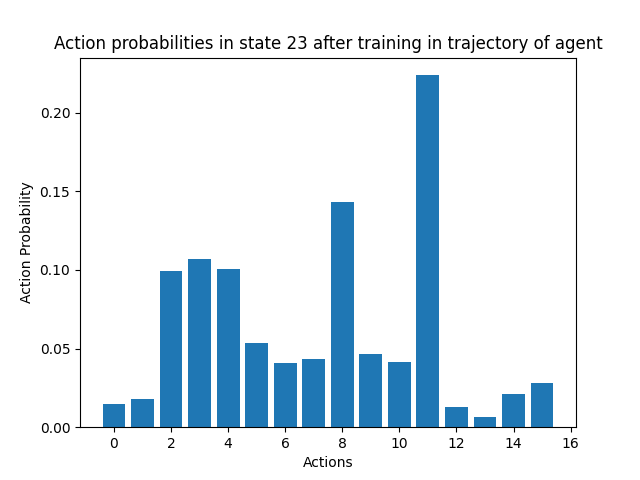 Action probabilities in state 23 after training in trajectory of agent
Action Probability
0.20
0.15
0.10
0.05
0.00
0 2 4 6 8 10 12 14 16
Actions